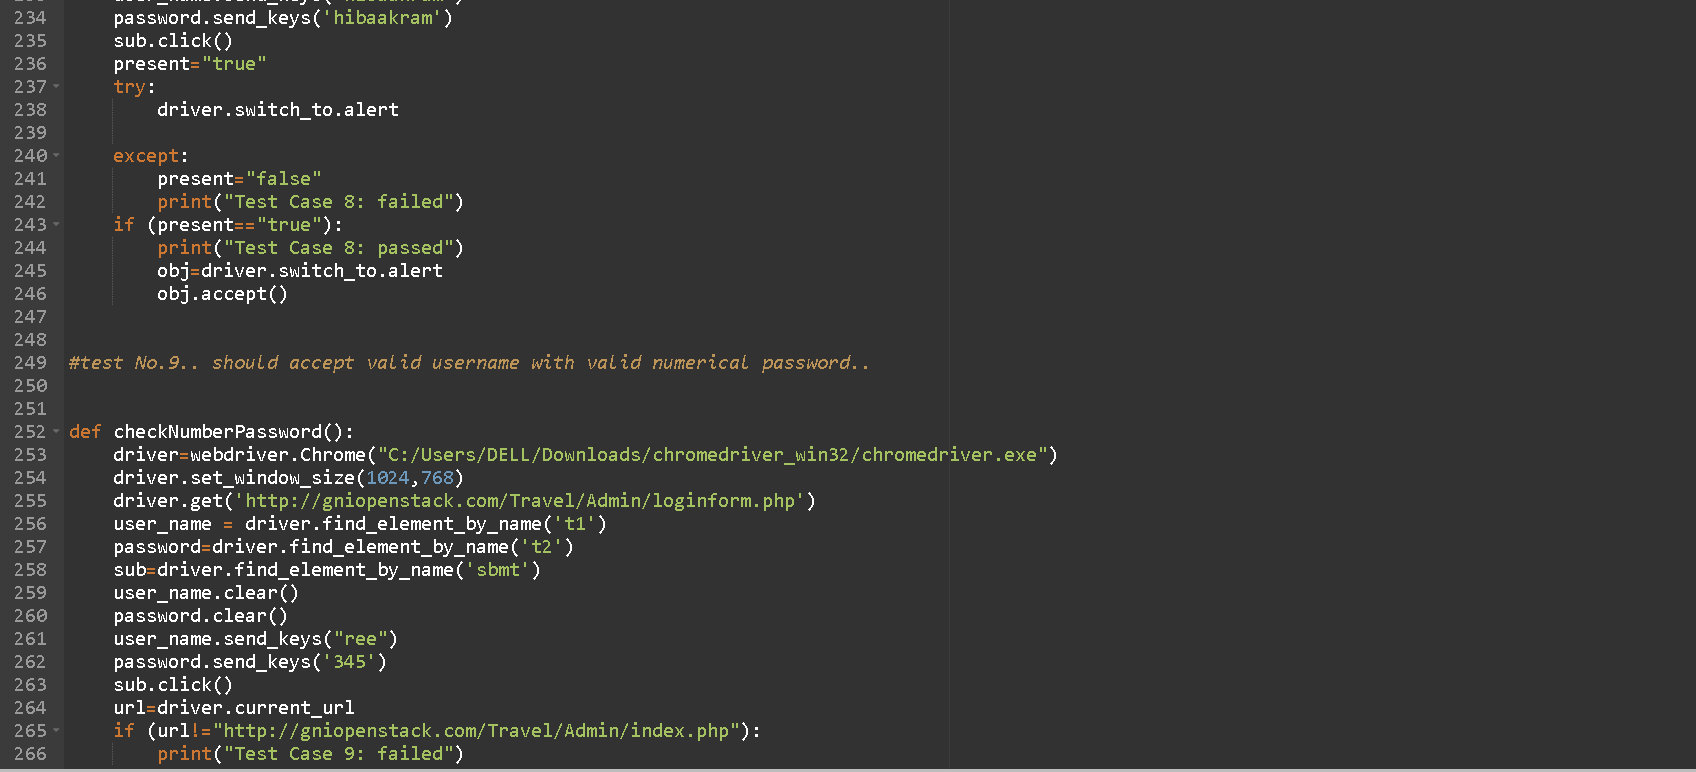 234 password.send_keys('hibaakram')
235 sub.click()
236 present="true"
237 try:
238 driver.switch_to.alert
239
240 except:
241 present="false"
242 print("Test Case 8: failed")
243 if (present=="true"):
244 print("Test Case 8: passed")
245 obj=driver.switch_to.alert
246 obj.accept()
247
248
249 #test No.9.. should accept valid username with valid numerical password..
250
251
252 def checkNumberPassword():
253 driver=webdriver.Chrome("C:/Users/DELL/Downloads/chromedriver_win32/chromedriver.exe")
254 driver.set_window_size(1024,768)
255 driver.get('http://gniopenstack.com/Travel/Admin/loginform.php')
256 user_name = driver.find_element_by_name('t1')
257 password=driver.find_element_by_name('t2')
258 sub=driver.find_element_by_name('sbmt')
259 user_name.clear()
260 password.clear()
261 user_name.send_keys("ree")
262 password.send_keys('345')
263 sub.click()
264 url=driver.current_url
265 if (url!="http://gniopenstack.com/Travel/Admin/index.php"):
266 print("Test Case 9: failed")